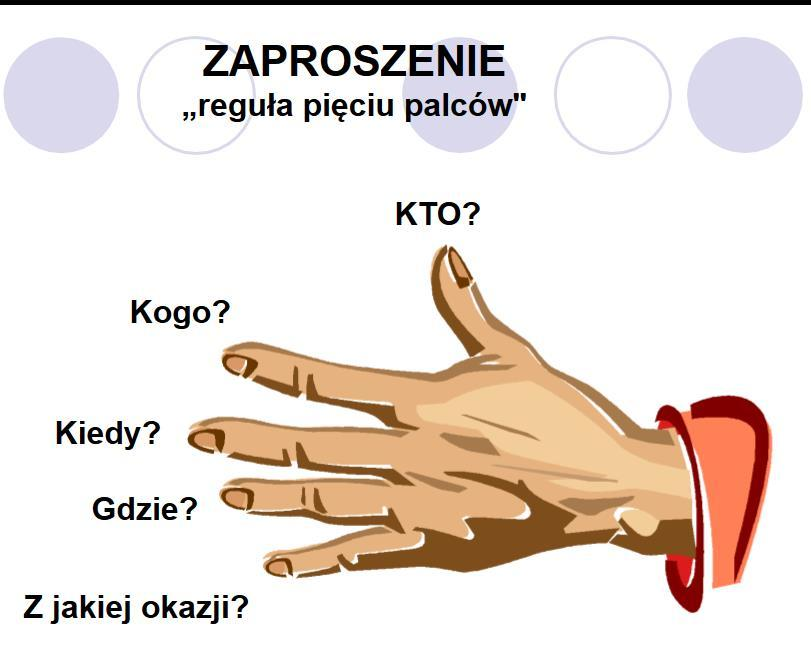 ZAPROSZENIE
„reguła pięciu palców"
KTO?
Kogo?
Kiedy?
Gdzie?
Z jakiej okazji?